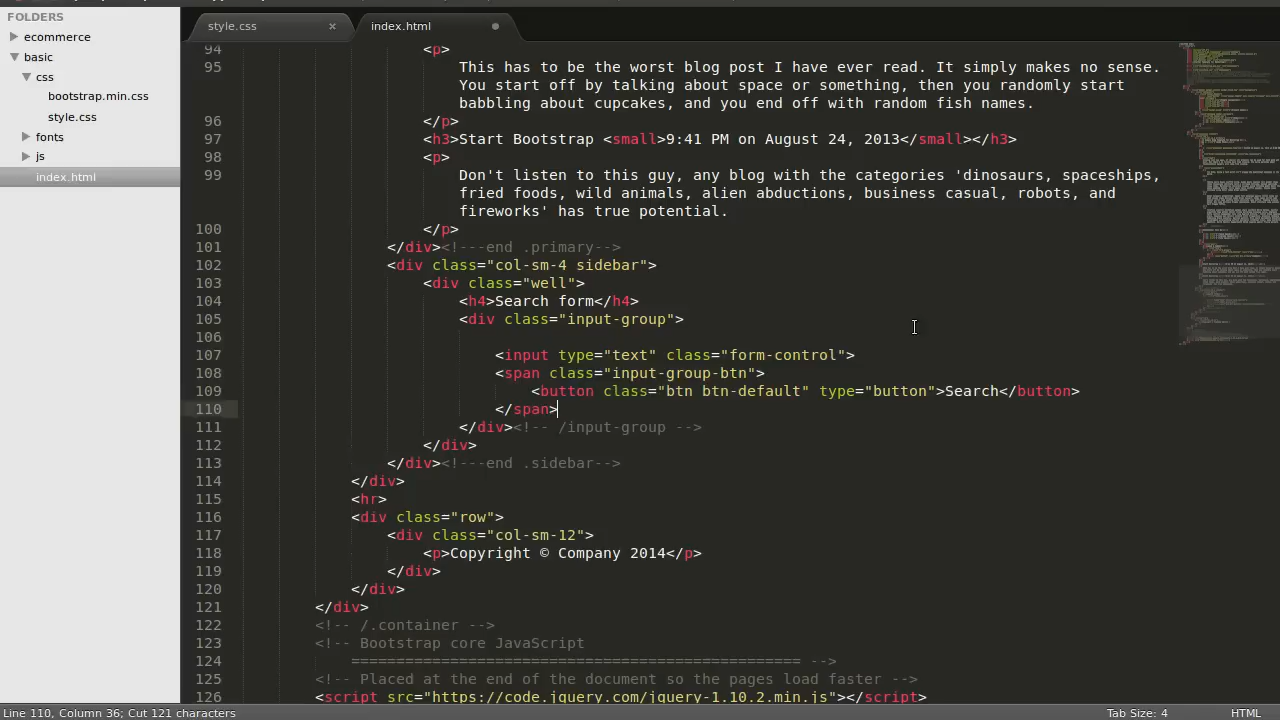 FOLDERS
ecommerce
basic
css
bootstrap.min.css
style.css
fonts
js
index.html
style.css ×
index.html
94 <p>
95 This has to be the worst blog post I have ever read. It simply makes no sense.
You start off by talking about space or something, then you randomly start
babbling about cupcakes, and you end off with random fish names.
96 </p>
97 <h3>Start Bootstrap <small>9:41 PM on August 24, 2013</small></h3>
98 <p>
99 Don't listen to this guy, any blog with the categories 'dinosaurs, spaceships,
fried foods, wild animals, alien abductions, business casual, robots, and
fireworks' has true potential.
100 </p>
101 </div><!---end .primary-->
102 <div class="col-sm-4 sidebar">
103 <div class="well">
104 <h4>Search form</h4>
105 <div class="input-group">
106
107 <input type="text" class="form-control">
108 <span class="input-group-btn">
109 <button class="btn btn-default" type="button">Search</button>
110 </span>
111 </div><!-- /input-group -->
112 </div>
113 </div><!---end .sidebar-->
114 </div>
115 <hr>
116 <div class="row">
117 <div class="col-sm-12">
118 <p>Copyright © Company 2014</p>
119 </div>
120 </div>
121 </div>
122 <!-- /.container -->
123 <!-- Bootstrap core JavaScript
124 ================================================== -->
125 <!-- Placed at the end of the document so the pages load faster -->
126 <script src="https://code.jquery.com/jquery-1.10.2.min.js"></script>
Line 110, Column 36; Cut 121 characters
Tab Size: 4
HTML